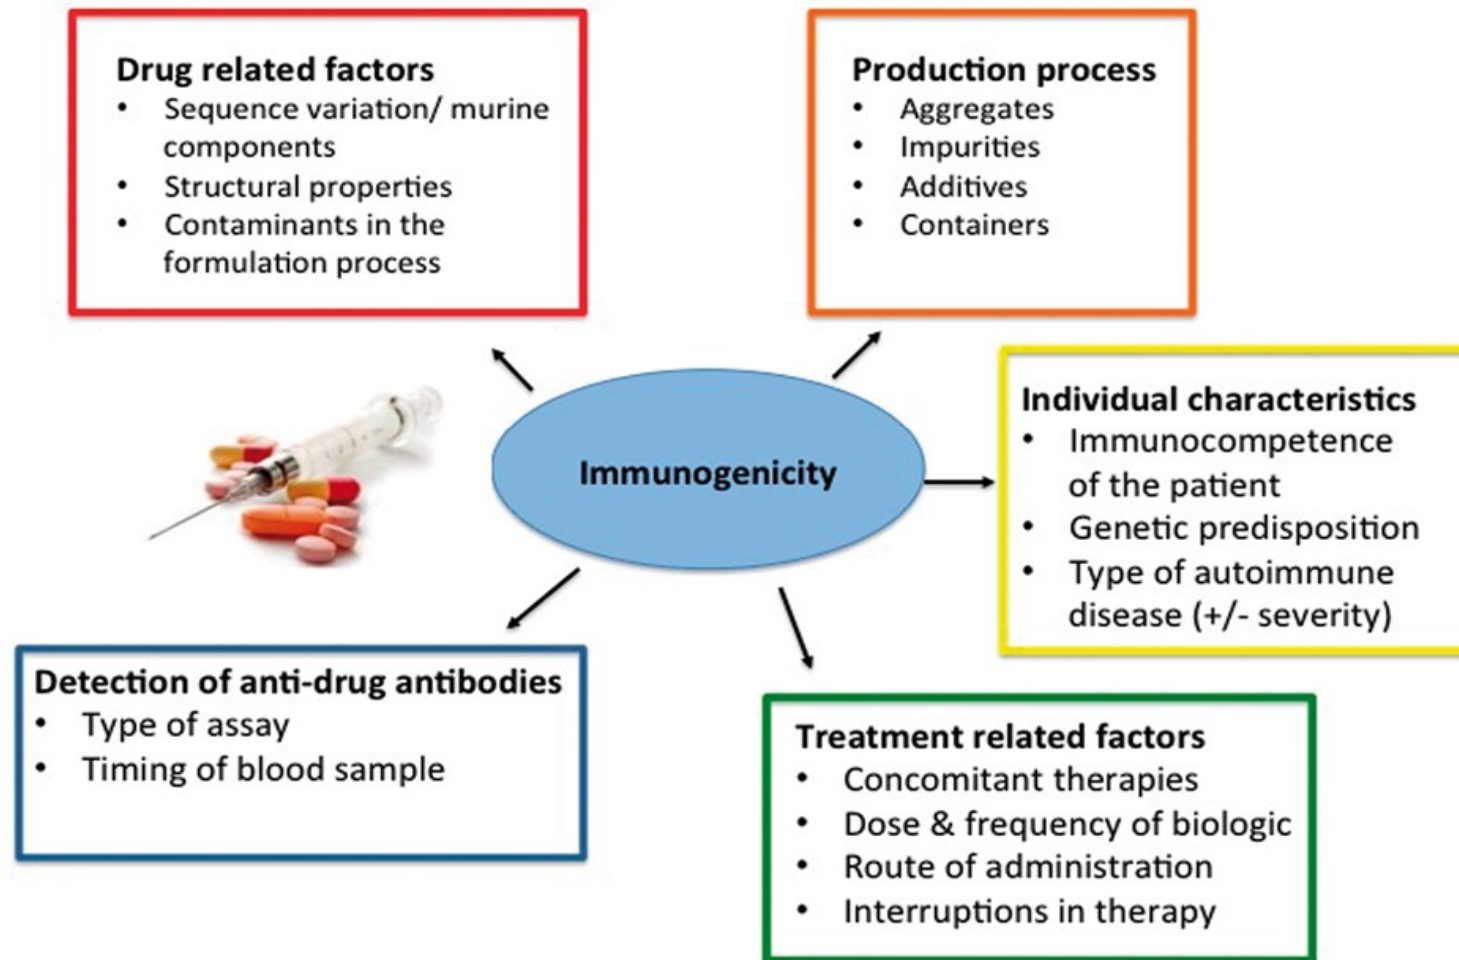 Drug related factors
• Sequence variation/ murine
components
• Structural properties
• Contaminants in the
formulation process
Production process
• Aggregates
• Impurities
• Additives
• Containers
Immunogenicity
Individual characteristics
• Immunocompetence
of the patient
• Genetic predisposition
• Type of autoimmune
disease (+/- severity)
Detection of anti-drug antibodies
• Type of assay
• Timing of blood sample
Treatment related factors
• Concomitant therapies
• Dose & frequency of biologic
• Route of administration
• Interruptions in therapy